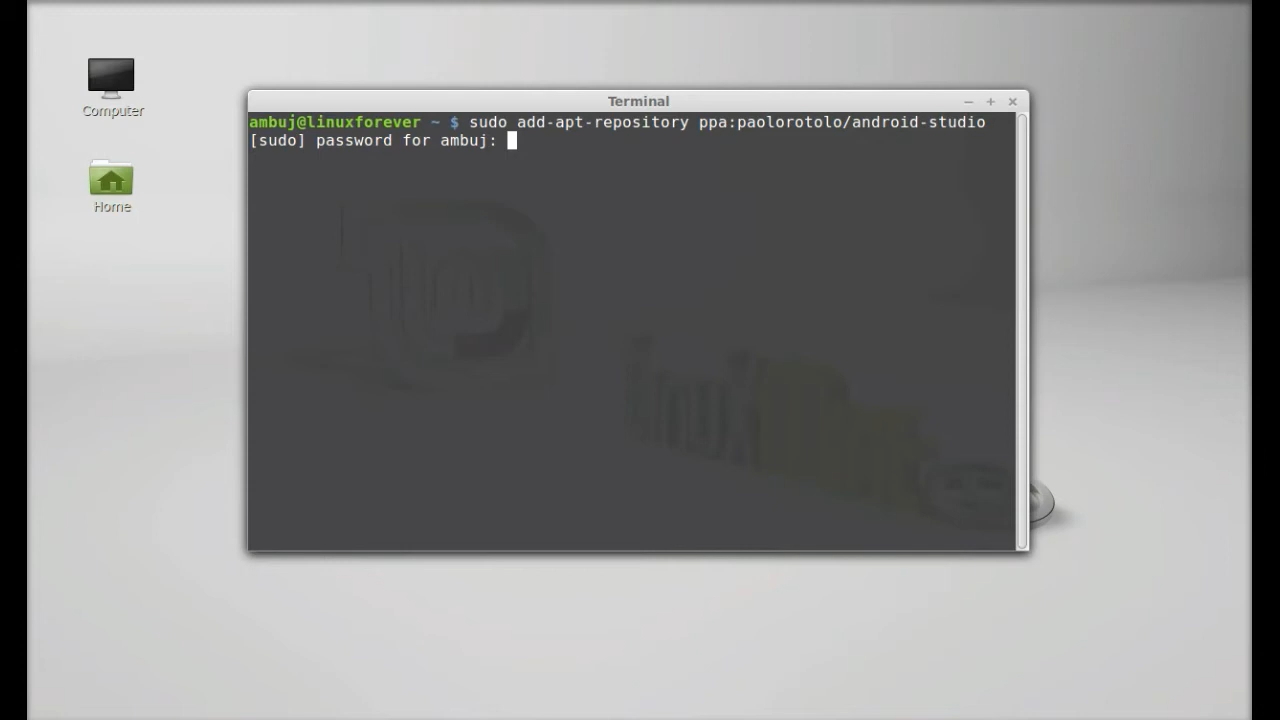 Computer
Home
Terminal
ambuj@linuxforever ~ $ sudo add-apt-repository ppa:paolorotolo/android-studio
[sudo] password for ambuj: